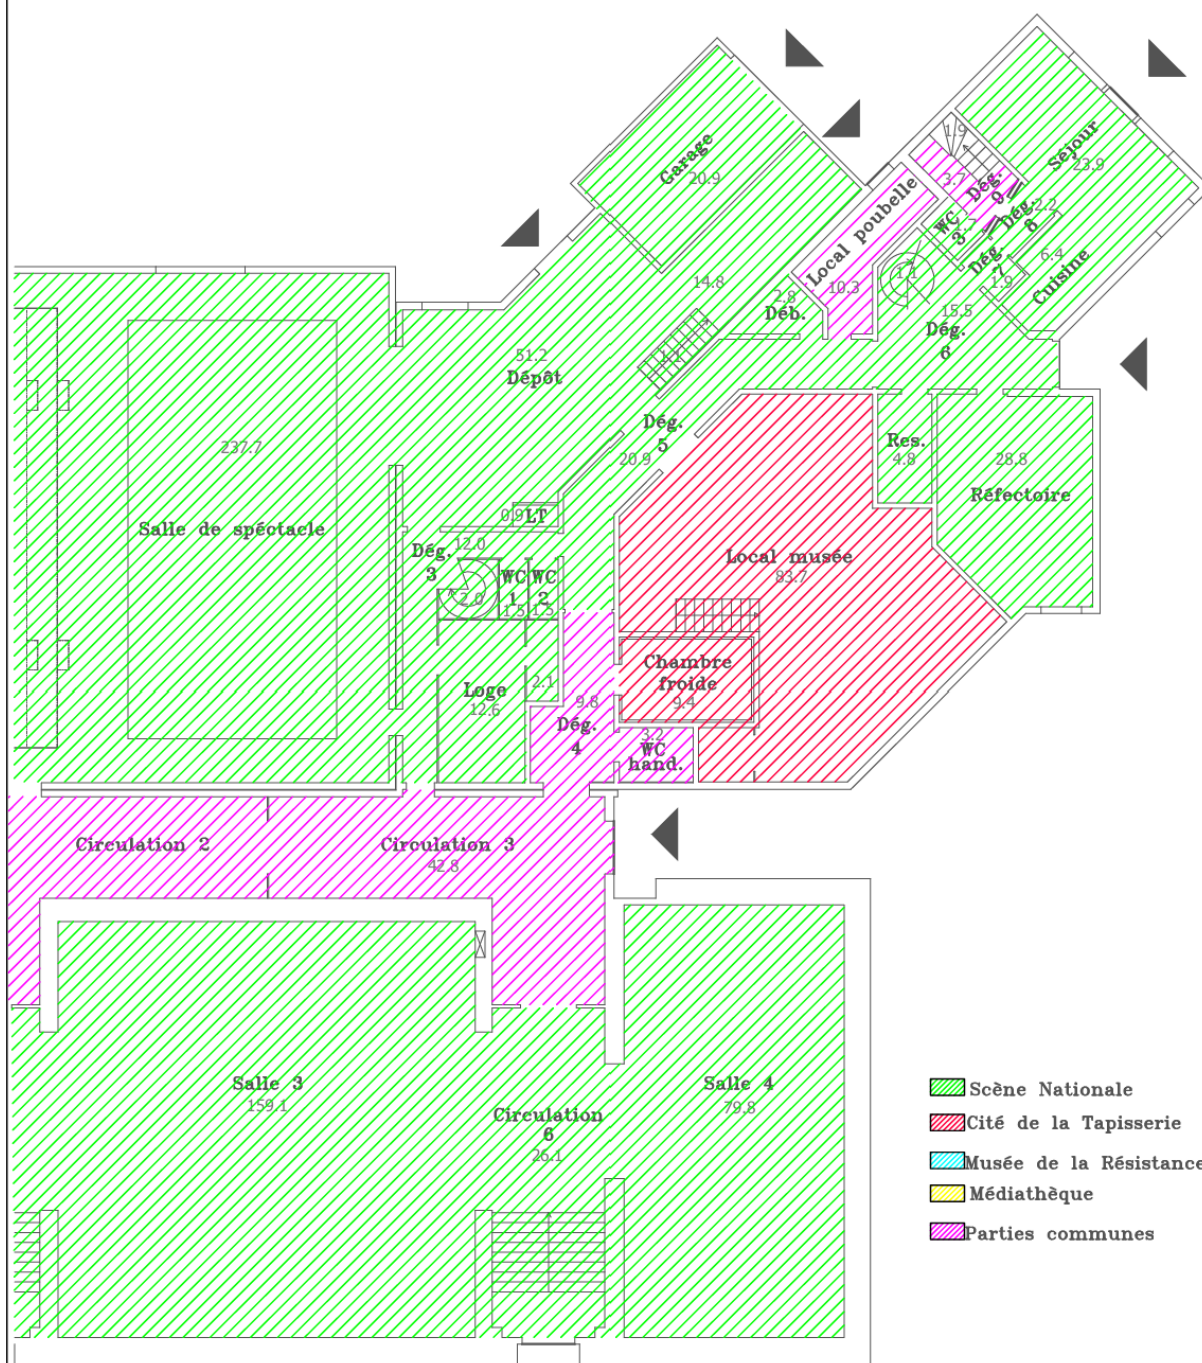 1.9
Séjour
23.9
Garage
20.9
3.7
Dég.
9
2.2
Dég.
8
Local poubelle
WC
3
1.7
Dég.
7
6.4
Cuisine
1.1
1.9
14.8
2.8
10.3
Déb.
15.5
Dég.
6
51.2
Dépôt
1.1
Dég.
5
20.9
Res.
4.8
28.8
Réfectoire
237.7
Salle de spéctacle
0.9
LT
12.0
Dég.
3
WC
1
1.5
WC
2
1.5
2.0
Local musée
83.7
Chambre
froide
9.4
Loge
12.6
2.1
9.8
Dég.
4
3.2
WC
hand.
Circulation 2
Circulation 3
42.8
Salle 3
159.1
Circulation
6
26.1
Salle 4
79.8
Scène Nationale
Cité de la Tapisserie
Musée de la Résistance
Médiathèque
Parties communes